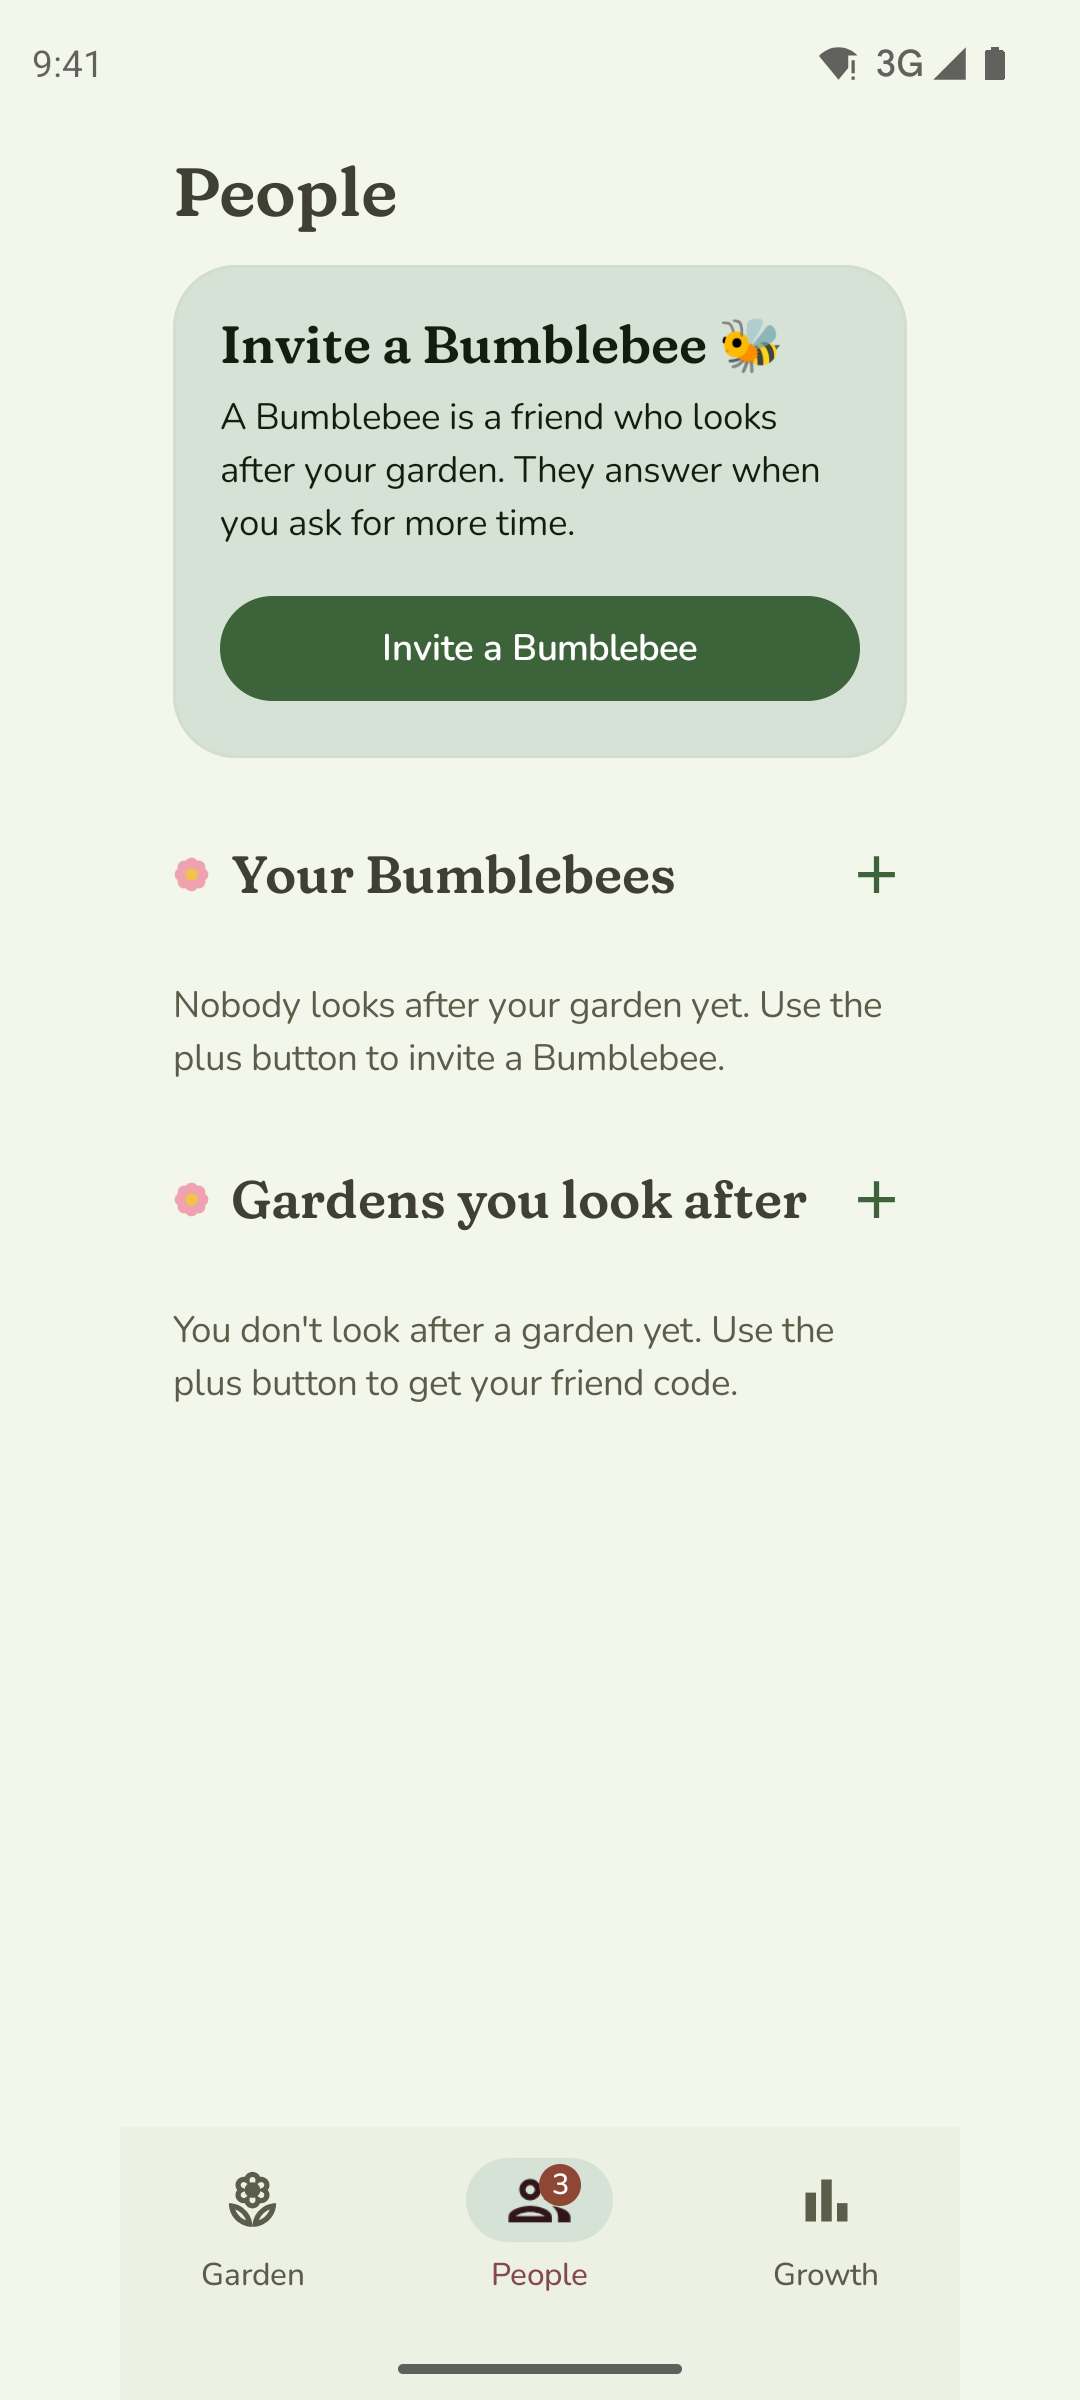 9:41
3G
People
Invite a Bumblebee 🐝
A Bumblebee is a friend who looks
after your garden. They answer when
you ask for more time.
Invite a Bumblebee
Your Bumblebees
Nobody looks after your garden yet. Use the
plus button to invite a Bumblebee.
Gardens you look after
You don't look after a garden yet. Use the
plus button to get your friend code.
3
Garden
People
Growth